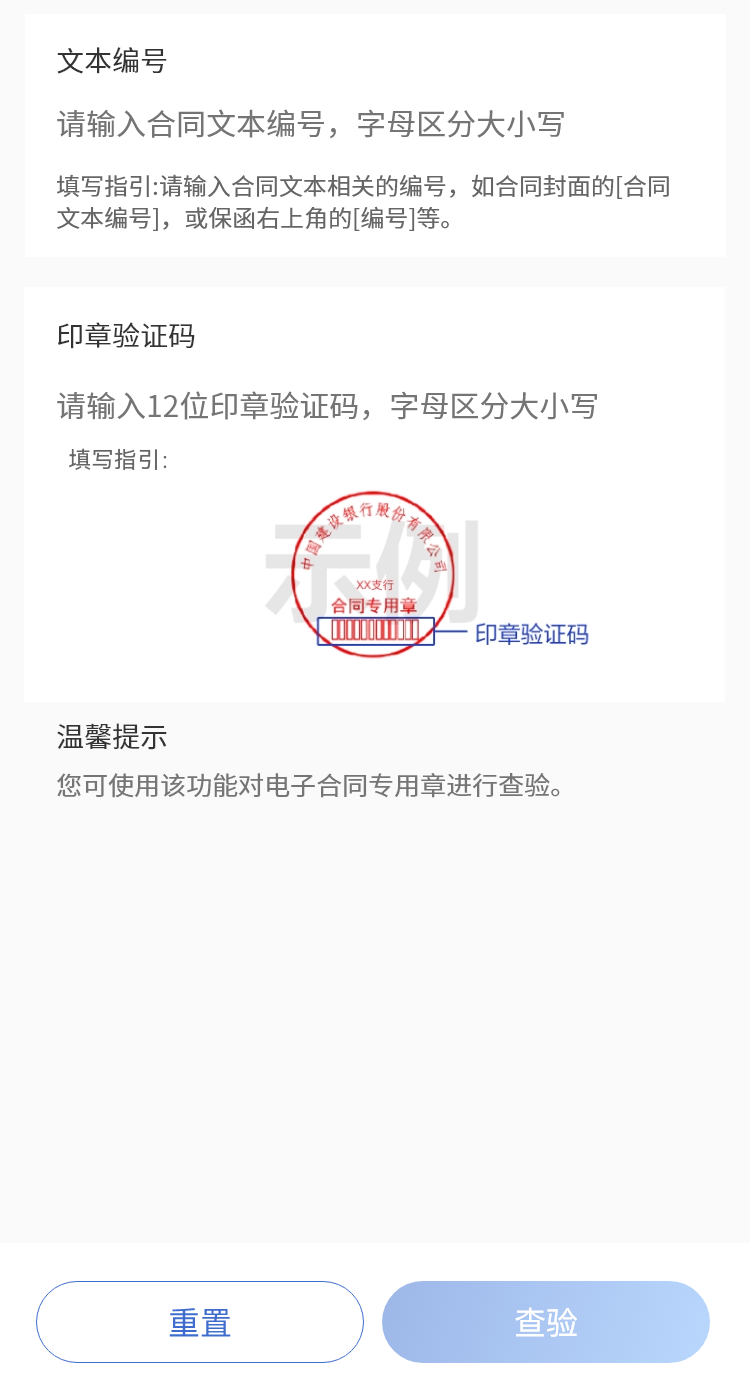 文本编号
请输入合同文本编号，字母区分大小写
填写指引:请输入合同文本相关的编号，如合同封面的[合同
文本编号]，或保函右上角的[编号]等。
印章验证码
请输入12位印章验证码，字母区分大小写
填写指引:
示例
中国建设银行股份有限公司
XX支行
合同专用章
印章验证码
温馨提示
您可使用该功能对电子合同专用章进行查验。
重置
查验